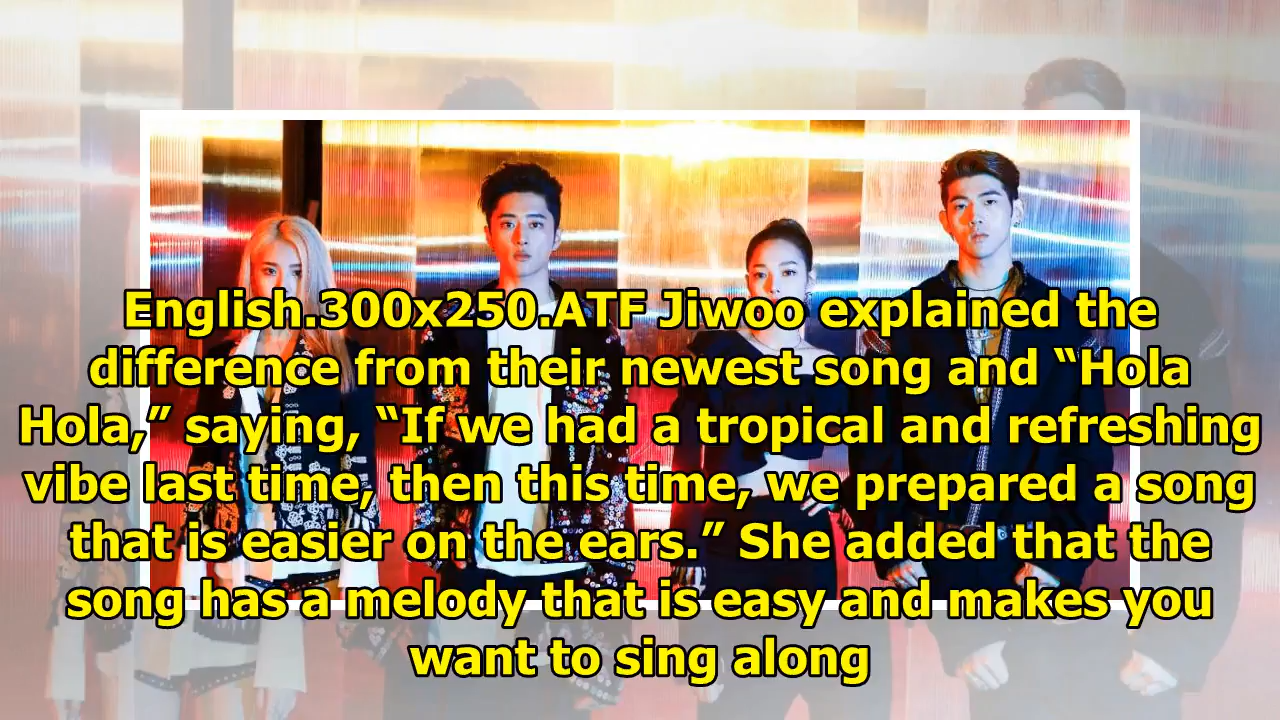 English.300x250.ATF Jiwoo explained the
difference from their newest song and “Hola
Hola,” saying, “If we had a tropical and refreshing
vibe last time, then this time, we prepared a song
that is easier on the ears.” She added that the
song has a melody that is easy and makes you
want to sing along